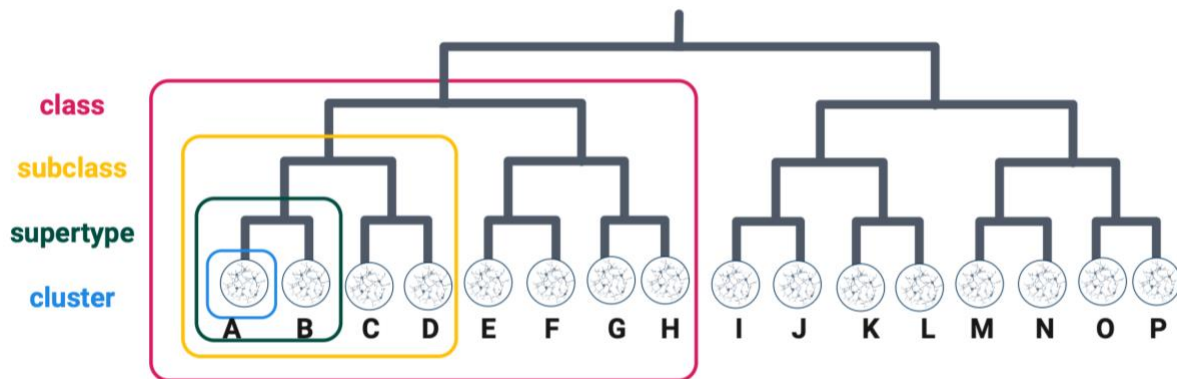 class
subclass
supertype
cluster
A B C D E F G H I J K L M N O P